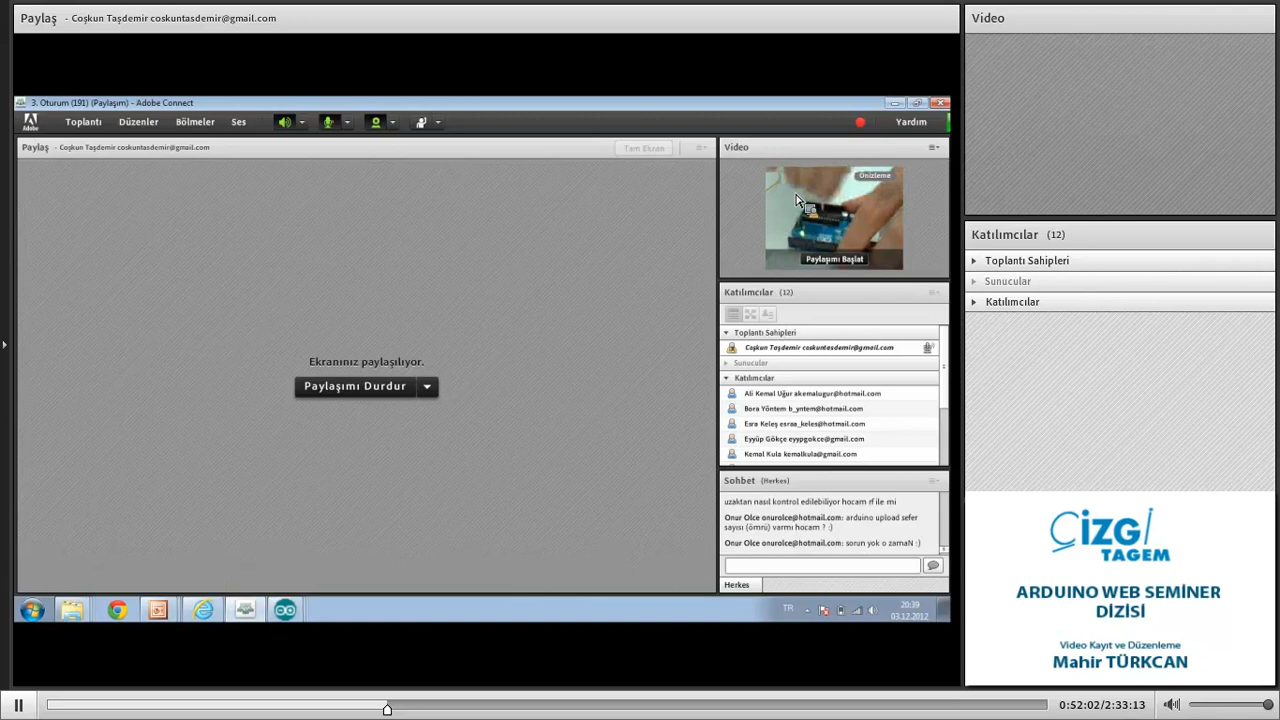 Paylaş - Coşkun Taşdemir coskuntasdemir@gmail.com
Video
3. Oturum (191) (Paylaşım) - Adobe Connect
Adobe
Toplantı
Düzenler
Bölmeler
Ses
Yardım
Paylaş - Coşkun Taşdemir coskuntasdemir@gmail.com
Tam Ekran
Video
Önizleme
Paylaşımı Başlat
Ekranınız paylaşılıyor.
Paylaşımı Durdur
Katılımcılar (12)
Toplantı Sahipleri
Coşkun Taşdemir coskuntasdemir@gmail.com
Sunucular
Katılımcılar
Ali Kemal Uğur akemalugur@hotmail.com
Bora Yöntem b_yntem@hotmail.com
Esra Keleş esraa_keles@hotmail.com
Eyyüp Gökçe eyypgokce@gmail.com
Kemal Kula kemalkula@gmail.com
Sohbet (Herkes)
uzaktan nasıl kontrol edilebiliyor hocam rf ile mi
Onur Olce onurolce@hotmail.com: arduino upload sefer
sayısı (ömrü) varmı hocam ? :)
Onur Olce onurolce@hotmail.com: sorun yok o zamaN :)
Herkes
TR
20:39
03.12.2012
Katılımcılar (12)
Toplantı Sahipleri
Sunucular
Katılımcılar
ÇİZGİ
TAGEM
ARDUINO WEB SEMİNER
DİZİSİ
Video Kayıt ve Düzenleme
Mahir TÜRKCAN
0:52:02/2:33:13